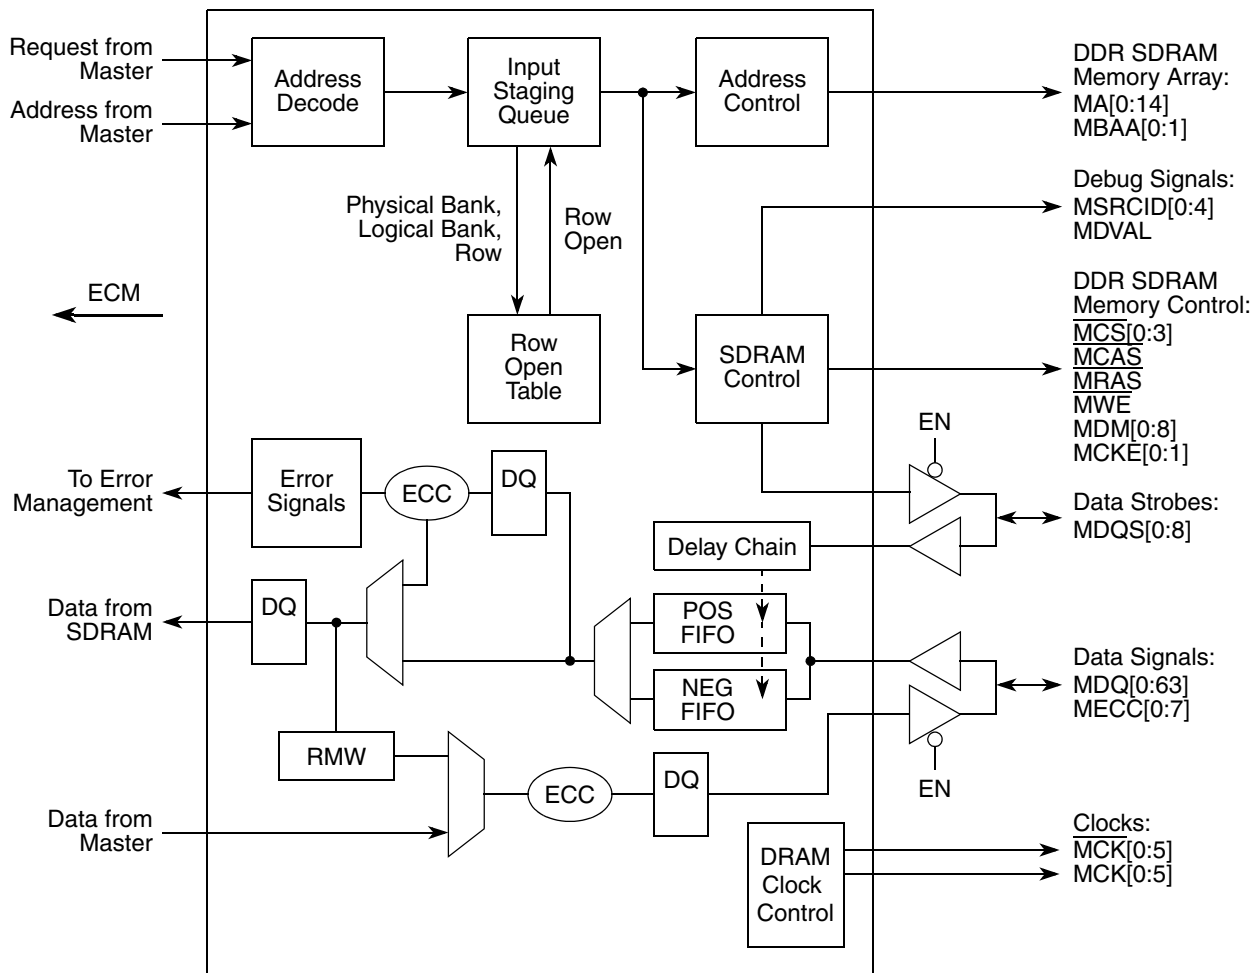 Request from
Master
Address from
Master
Address
Decode
Input
Staging
Queue
Address
Control
DDR SDRAM
Memory Array:
MA[0:14]
MBAA[0:1]
Physical Bank,
Logical Bank,
Row
Row
Open
Debug Signals:
MSRCID[0:4]
MDVAL
ECM
Row
Open
Table
SDRAM
Control
DDR SDRAM
Memory Control:
MCS[0:3]
MCAS
MRAS
MWE
MDM[0:8]
MCKE[0:1]
EN
To Error
Management
Error
Signals
ECC
DQ
Data Strobes:
MDQS[0:8]
Delay Chain
Data from
SDRAM
DQ
POS
FIFO
NEG
FIFO
Data Signals:
MDQ[0:63]
MECC[0:7]
RMW
ECC
DQ
EN
Data from
Master
DRAM
Clock
Control
Clocks:
MCK[0:5]
MCK[0:5]